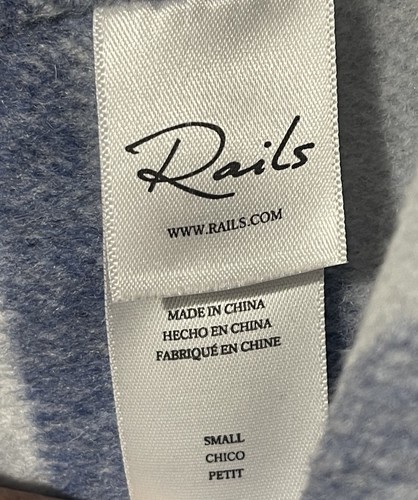 Rails
WWW.RAILS.COM
MADE IN CHINA
HECHO EN CHINA
FABRIQUÉ EN CHINE
SMALL
CHICO
PETIT